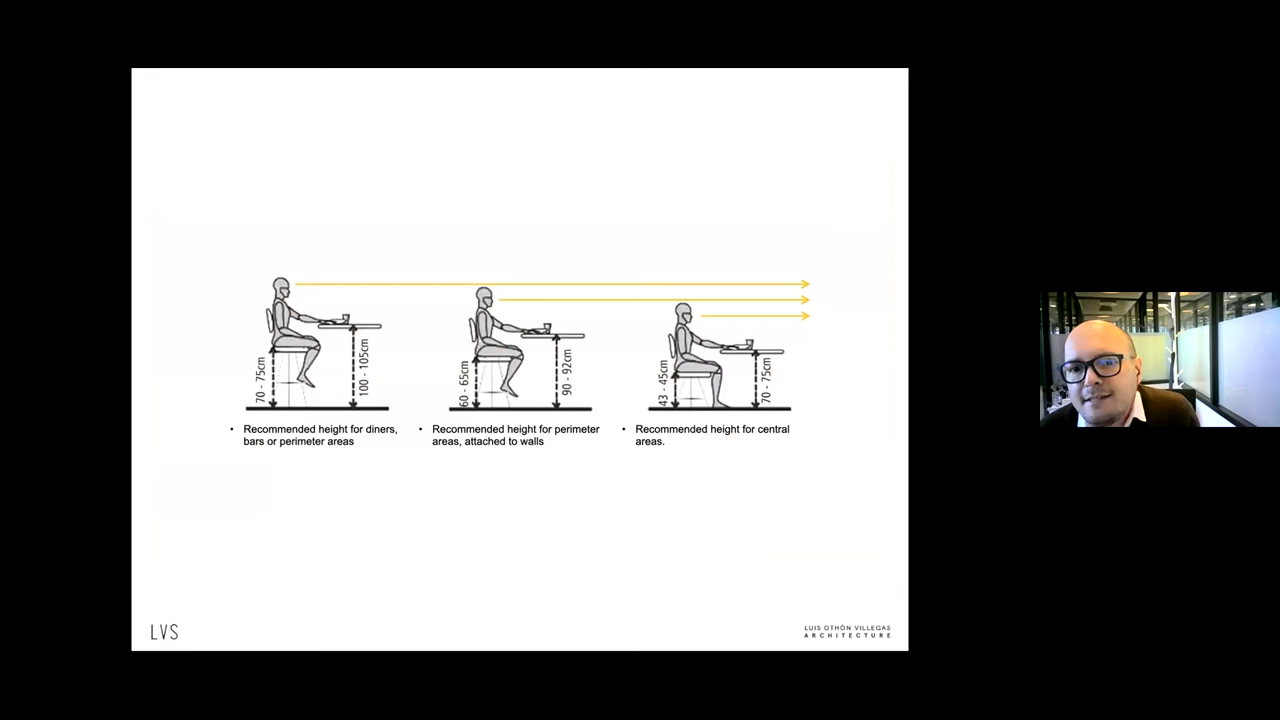 70 - 75cm
100 - 105cm
60 - 65cm
90 - 92cm
43 - 45cm
70 - 75cm
• Recommended height for diners,
bars or perimeter areas
• Recommended height for perimeter
areas, attached to walls
• Recommended height for central
areas.
LVS
LUIS OTHÓN VILLEGAS
ARCHITECTURE